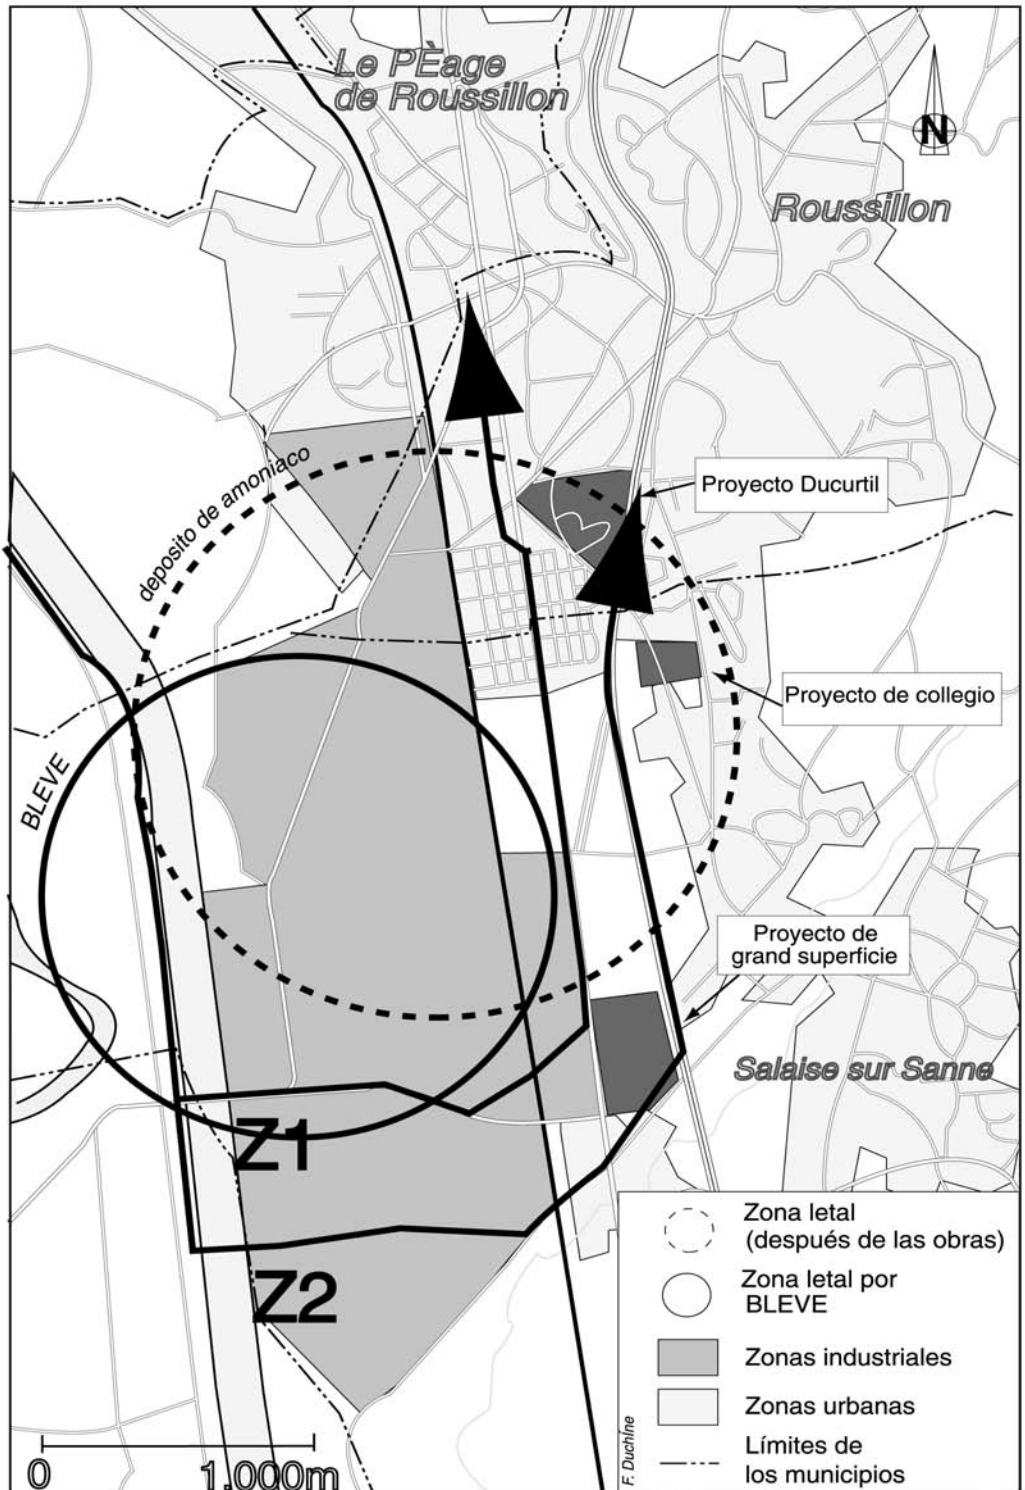 Le PÈage
de Roussillon
N
Roussillon
deposito de amoniaco
Proyecto Ducurtil
Proyecto de collegio
BLEVE
Proyecto de
grand superficie
Salaise sur Sanne
Z1
Z2
Zona letal
(después de las obras)
Zona letal por
BLEVE
Zonas industriales
Zonas urbanas
Límites de
los municipios
F. Duchíne
0 1.000m